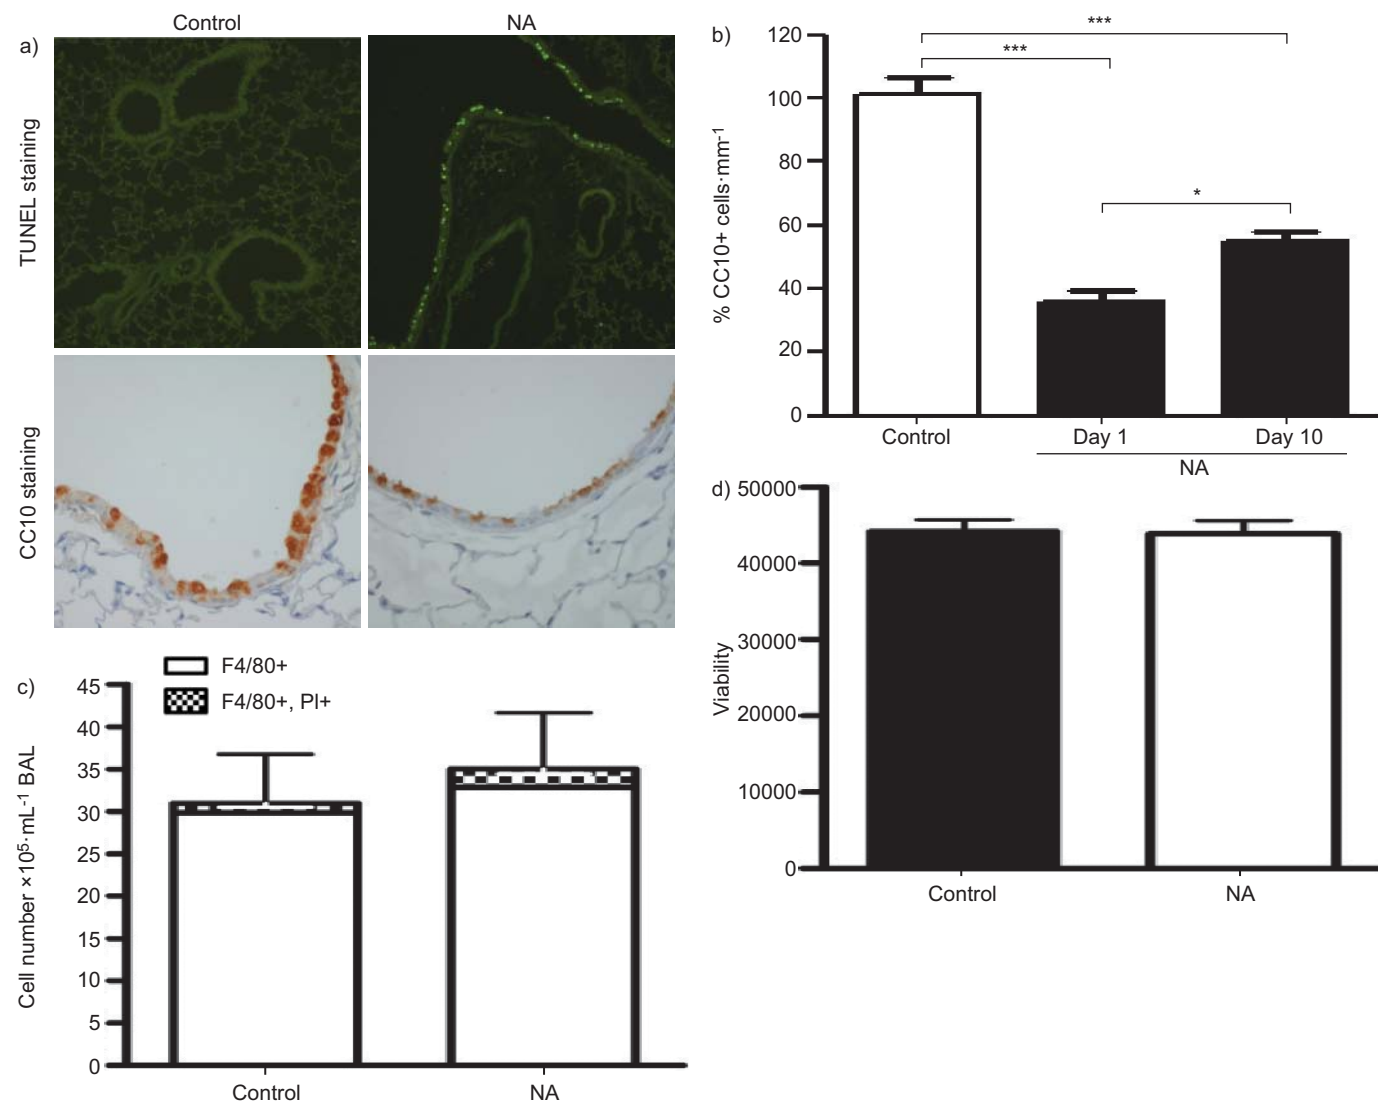 a)
Control
NA
TUNEL staining
CC10 staining
b)
% CC10+ cells·mm⁻¹
120
100
80
60
40
20
0
***
***
*
Control
Day 1
Day 10
NA
c)
F4/80+
F4/80+, PI+
Cell number ×10⁵·mL⁻¹ BAL
45
40
35
30
25
20
15
10
5
0
Control
NA
d)
Viability
50000
40000
30000
20000
10000
0
Control
NA